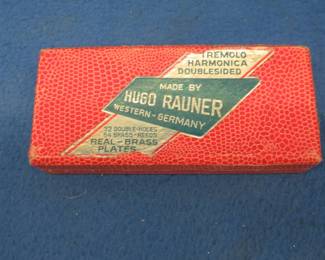 TREMOLO
HARMONICA
DOUBLESIDED
MADE BY
HUGO RAUNER
WESTERN - GERMANY
32 DOUBLE-HOLES
64 BRASS-REEDS
REAL-BRASS
PLATES